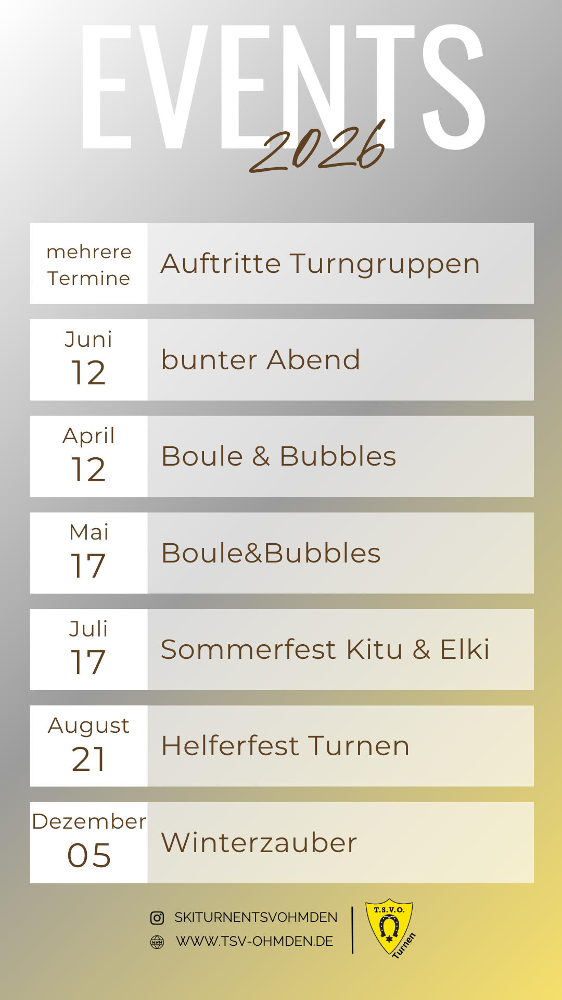 EVENTS
2026
mehrere
Termine
Auftritte Turngruppen
Juni
12
bunter Abend
April
12
Boule & Bubbles
Mai
17
Boule&Bubbles
Juli
17
Sommerfest Kitu & Elki
August
21
Helferfest Turnen
Dezember
05
Winterzauber
SKITURNENTSVOHMDEN
WWW
WWW.TSV-OHMDEN.DE
T.S.V.O.
Turnen